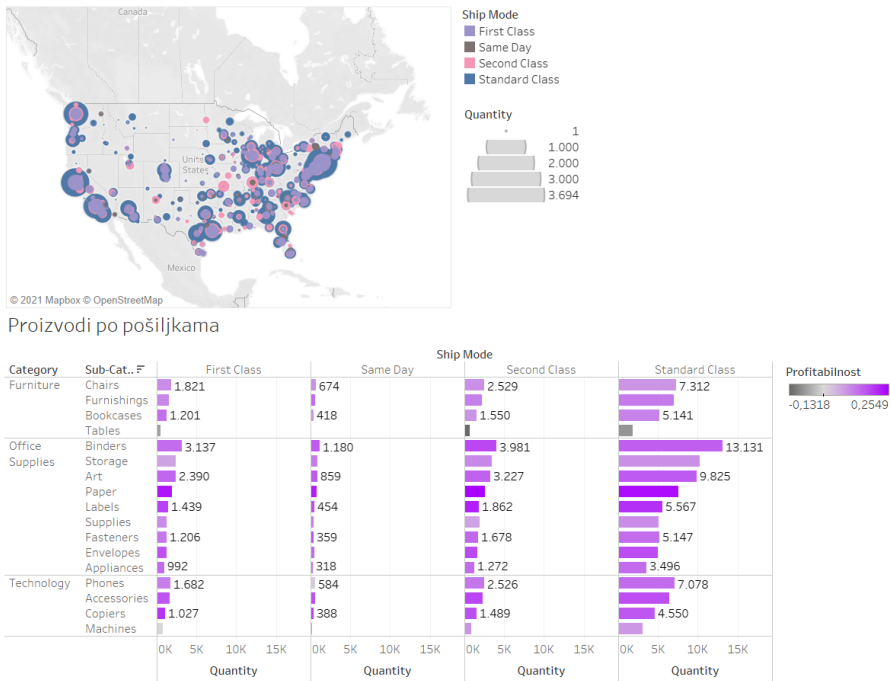 Canada
United
States
Mexico
© 2021 Mapbox © OpenStreetMap
Ship Mode
First Class
Same Day
Second Class
Standard Class
Quantity
1
1.000
2.000
3.000
3.694
Proizvodi po pošiljkama
Ship Mode
Category Sub-Cat.. First Class Same Day Second Class Standard Class
Furniture Chairs 1.821 674 2.529 7.312
Furnishings
Bookcases 1.201 418 1.550 5.141
Tables
Office Supplies Binders 3.137 1.180 3.981 13.131
Storage
Art 2.390 859 3.227 9.825
Paper
Labels 1.439 454 1.862 5.567
Supplies
Fasteners 1.206 359 1.678 5.147
Envelopes
Appliances 992 318 1.272 3.496
Technology Phones 1.682 584 2.526 7.078
Accessories
Copiers 1.027 388 1.489 4.550
Machines
0K 5K 10K 15K 0K 5K 10K 15K 0K 5K 10K 15K 0K 5K 10K 15K
Quantity Quantity Quantity Quantity
Profitabilnost
-0,1318 0,2549